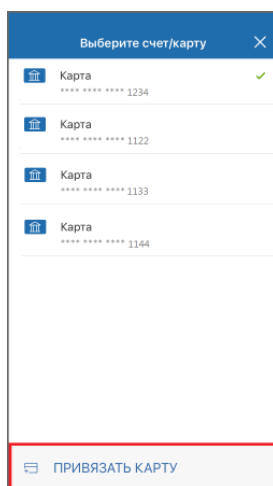 Выберите счет/карту
Карта
**** **** **** 1234
Карта
**** **** **** 1122
Карта
**** **** **** 1133
Карта
**** **** **** 1144
ПРИВЯЗАТЬ КАРТУ